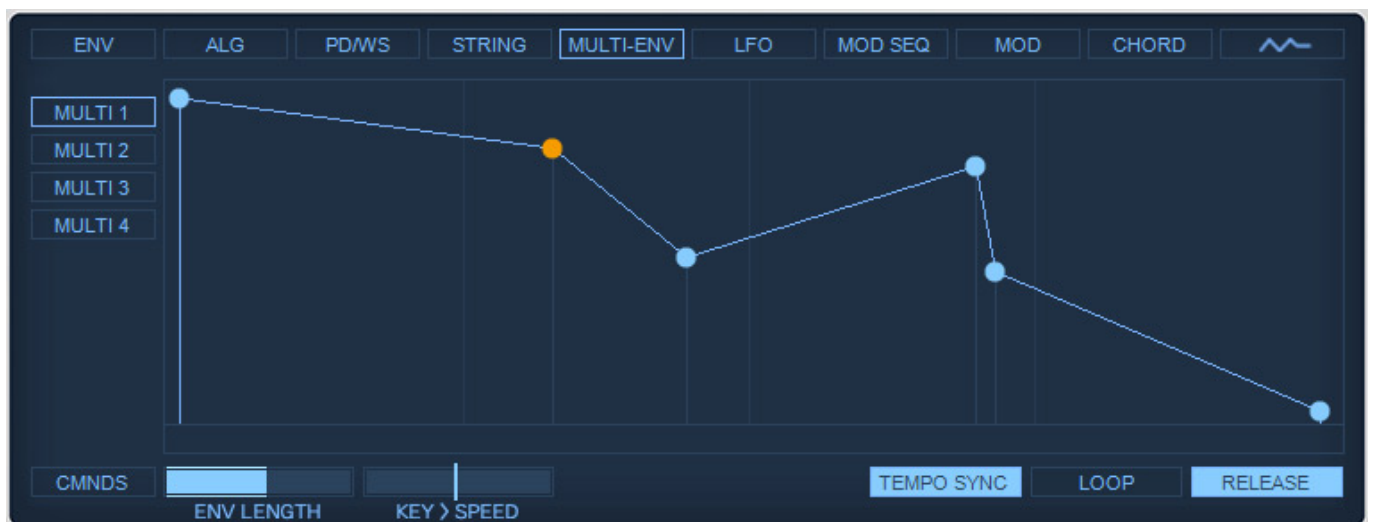 ENV ALG PD/WS STRING MULTI-ENV LFO MOD SEQ MOD CHORD
MULTI 1
MULTI 2
MULTI 3
MULTI 4
CMNDS TEMPO SYNC LOOP RELEASE
ENV LENGTH KEY > SPEED